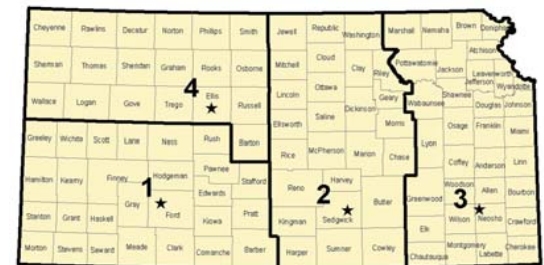 Cheyenne Rawlins Decatur Norton Phillips Smith Jewell Republic Washington Marshall Nemaha Brown Doniphan
Atchison
Sherman Thomas Sheridan Graham Rooks Osborne Mitchell Cloud Clay Riley Pottawatomie Jackson Jefferson Leavenworth Wyandotte
4
Ellis
Wallace Logan Gove Trego Russell Lincoln Ottawa Dickinson Geary Wabaunsee Shawnee Douglas Johnson
Ellsworth Saline Morris Osage Franklin Miami
Greeley Wichita Scott Lane Ness Rush Barton Rice McPherson Marion Chase Lyon Coffey Anderson Linn
Hamilton Kearny Finney Hodgeman Pawnee Stafford Reno Harvey Woodson Allen Bourbon
1 2 3
Edwards
Stanton Grant Haskell Gray Ford Kiowa Pratt Kingman Sedgwick Butler Greenwood Wilson Neosho Crawford
Elk
Morton Stevens Seward Meade Clark Comanche Barber Harper Sumner Cowley Chautauqua Montgomery Labette Cherokee